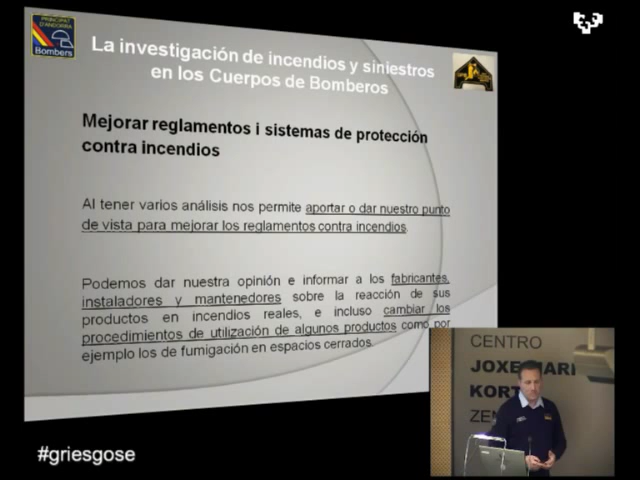 PRINCIPAT
D'ANDORRA
Bombers
La investigación de incendios y siniestros
en los Cuerpos de Bomberos
Mejorar reglamentos i sistemas de protección
contra incendios
Al tener varios análisis nos permite aportar o dar nuestro punto
de vista para mejorar los reglamentos contra incendios.
Podemos dar nuestra opinión e informar a los fabricantes,
instaladores y mantenedores sobre la reacción de sus
productos en incendios reales, e incluso cambiar los
procedimientos de utilización de algunos productos como por
ejemplo los de fumigación en espacios cerrados.
CENTRO
JOXE MARI
KORT
ZEN
#griesgose